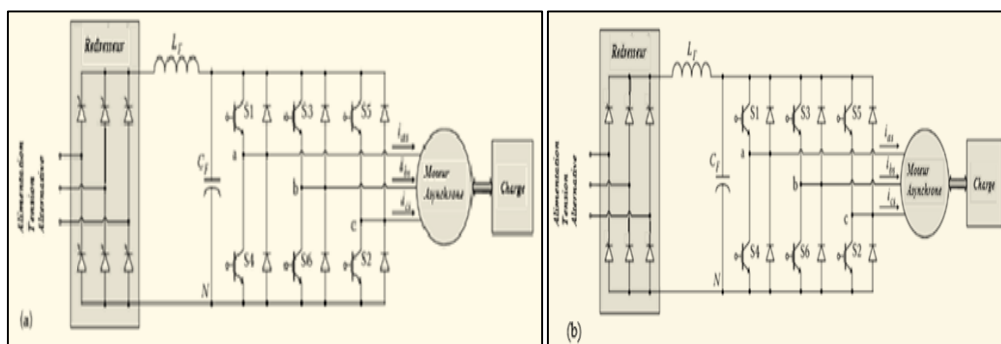 Redresseur
L_F
S1
S3
S5
i_as
a
C_F
i_bs
Moteur
Asynchrone
Charge
b
i_cs
c
Alimentation
Tension
Alternative
S4
S6
S2
N
(a)
Redresseur
L_F
S1
S3
S5
i_as
a
C_F
i_bs
Moteur
Asynchrone
Charge
b
i_cs
c
Alimentation
Tension
Alternative
S4
S6
S2
N
(b)